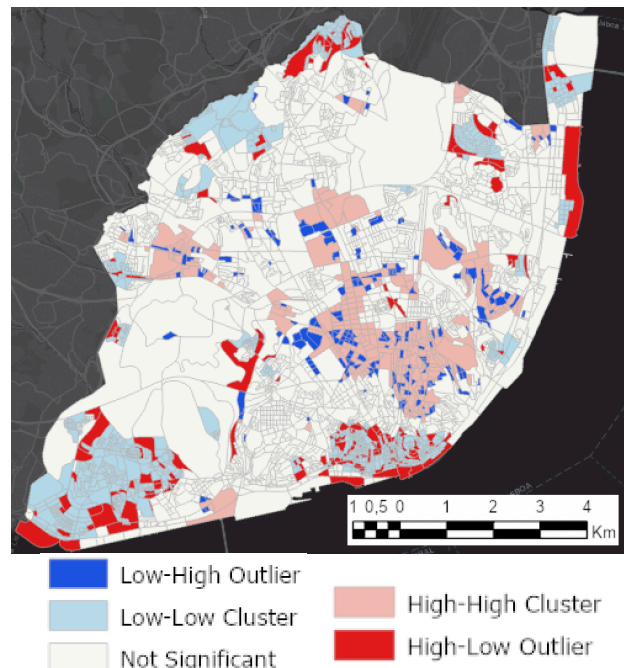 1 0,5 0 1 2 3 4
Km
Low-High Outlier
Low-Low Cluster
Not Significant
High-High Cluster
High-Low Outlier